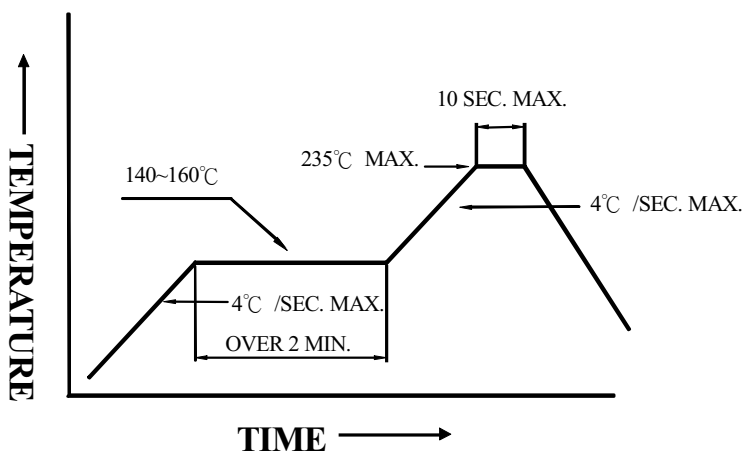 10 SEC. MAX.
235℃ MAX.
140~160℃
4℃ /SEC. MAX.
4℃ /SEC. MAX.
OVER 2 MIN.
TEMPERATURE
TIME